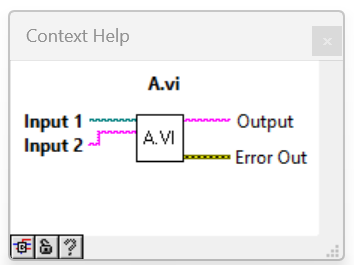 Context Help
A.vi
Input 1
Input 2
A.VI
Output
Error Out
?